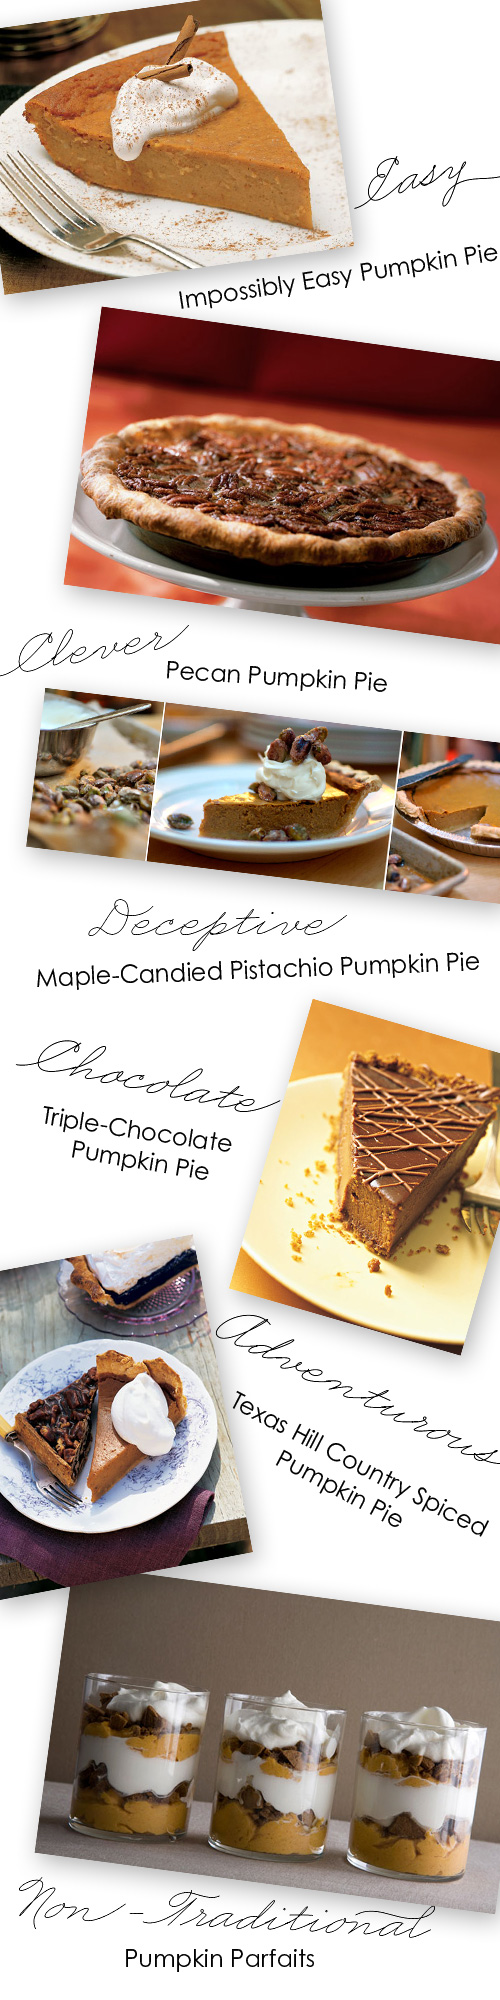 Easy
Impossibly Easy Pumpkin Pie
Clever
Pecan Pumpkin Pie
Deceptive
Maple-Candied Pistachio Pumpkin Pie
Chocolate
Triple-Chocolate
Pumpkin Pie
Adventurous
Texas Hill Country Spiced
Pumpkin Pie
Non-Traditional
Pumpkin Parfaits